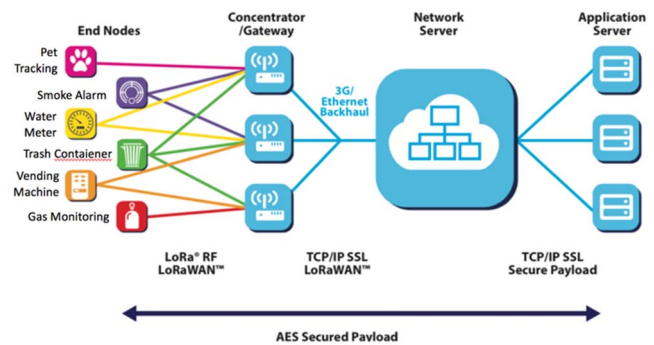 End Nodes
Concentrator
/Gateway
Network
Server
Application
Server
Pet
Tracking
Smoke Alarm
Water
Meter
Trash Contaiener
Vending
Machine
Gas Monitoring
3G/
Ethernet
Backhaul
LoRa® RF
LoRaWAN™
TCP/IP SSL
LoRaWAN™
TCP/IP SSL
Secure Payload
AES Secured Payload